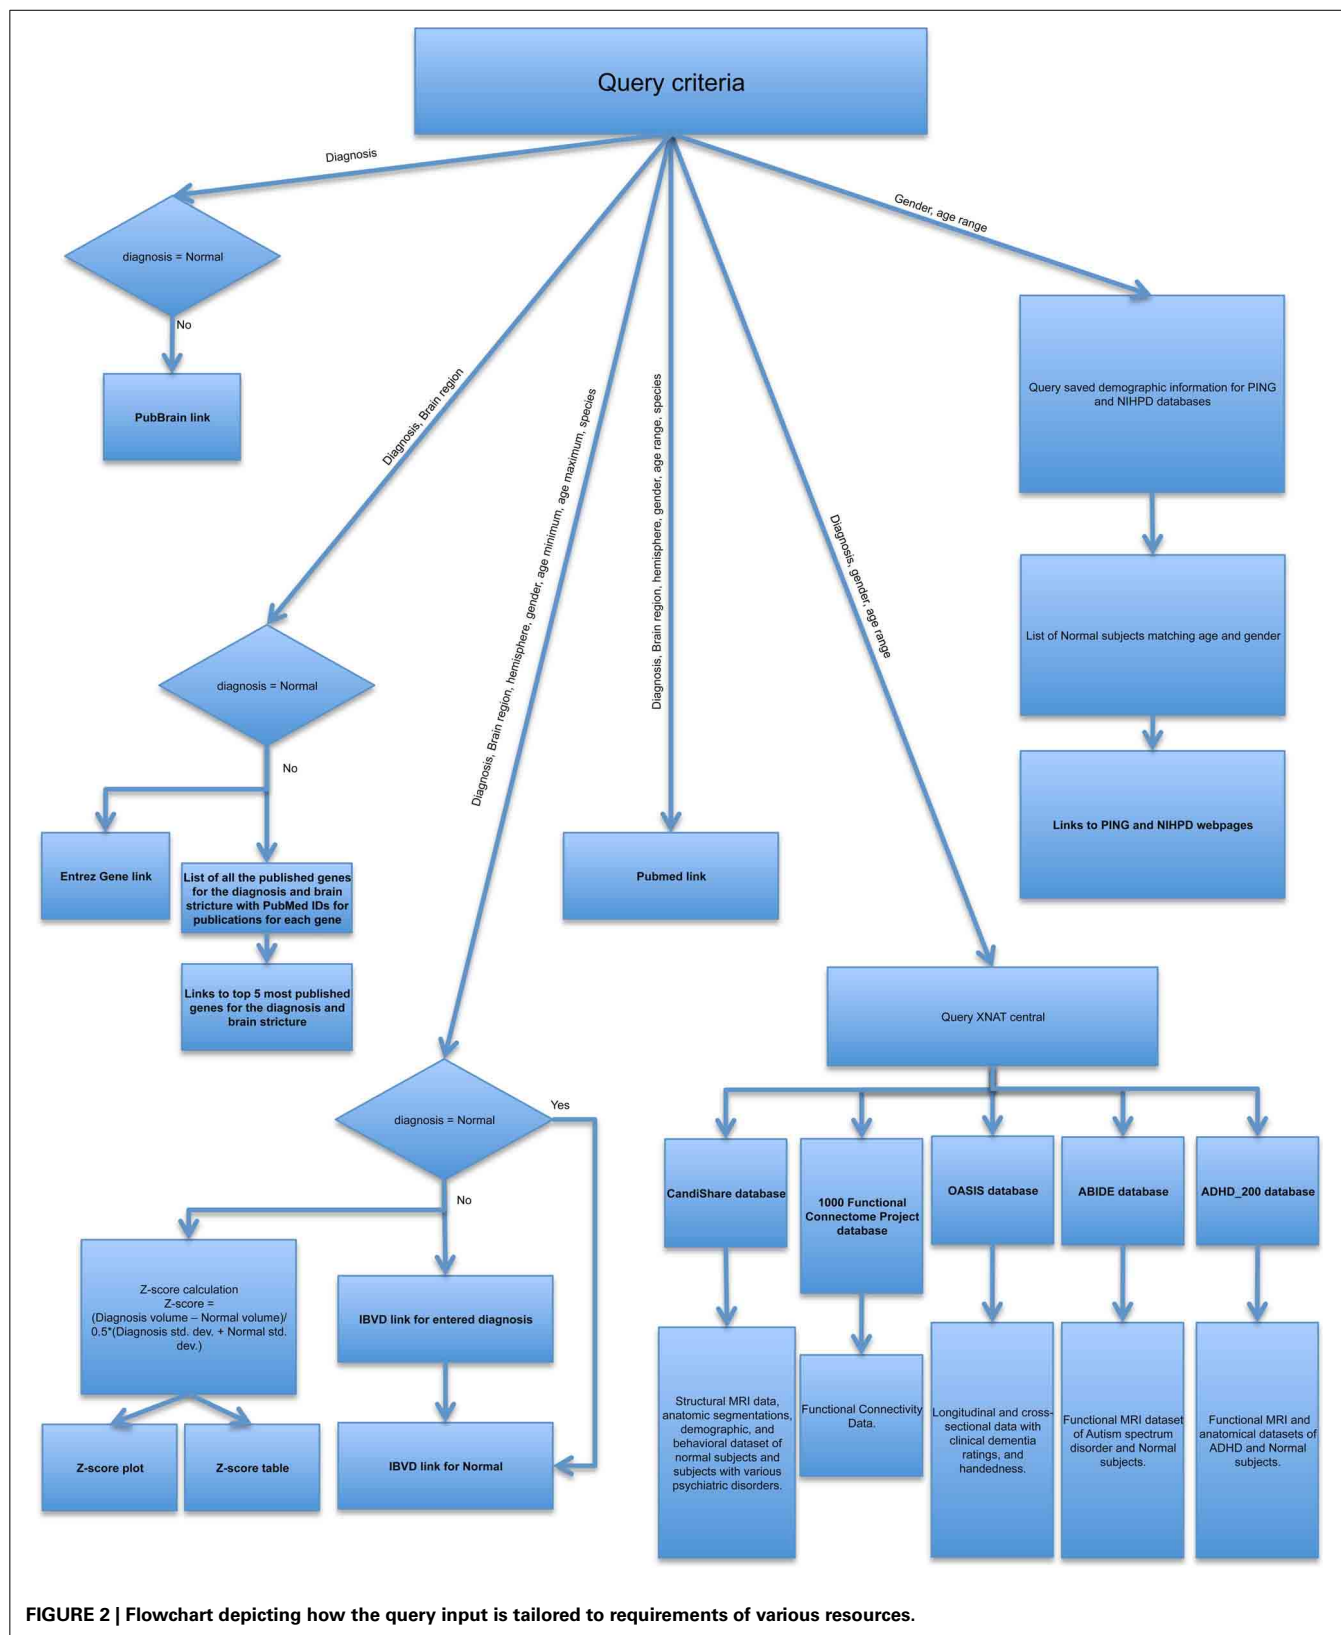 Query criteria
Diagnosis
Gender, age range
diagnosis = Normal
No
PubBrain link
Diagnosis, Brain region
diagnosis = Normal
No
Entrez Gene link
List of all the published genes
for the diagnosis and brain
stricture with PubMed IDs for
publications for each gene
Links to top 5 most published
genes for the diagnosis and
brain stricture
Diagnosis, Brain region, hemisphere, gender, age minimum, age maximum, species
diagnosis = Normal
Yes
No
Z-score calculation
Z-score =
(Diagnosis volume – Normal volume)/
0.5*(Diagnosis std. dev. + Normal std.
dev.)
Z-score plot
Z-score table
IBVD link for entered diagnosis
IBVD link for Normal
Diagnosis, Brain region, hemisphere, gender, age range, species
Pubmed link
Diagnosis, gender, age range
Query XNAT central
CandiShare database
1000 Functional
Connectome Project
database
OASIS database
ABIDE database
ADHD_200 database
Structural MRI data,
anatomic segmentations,
demographic, and
behavioral dataset of
normal subjects and
subjects with various
psychiatric disorders.
Functional Connectivity
Data.
Longitudinal and cross-
sectional data with
clinical dementia
ratings, and
handedness.
Functional MRI dataset
of Autism spectrum
disorder and Normal
subjects.
Functional MRI and
anatomical datasets of
ADHD and Normal
subjects.
Query saved demographic information for PING
and NIHPD databases
List of Normal subjects matching age and gender
Links to PING and NIHPD webpages
FIGURE 2 | Flowchart depicting how the query input is tailored to requirements of various resources.